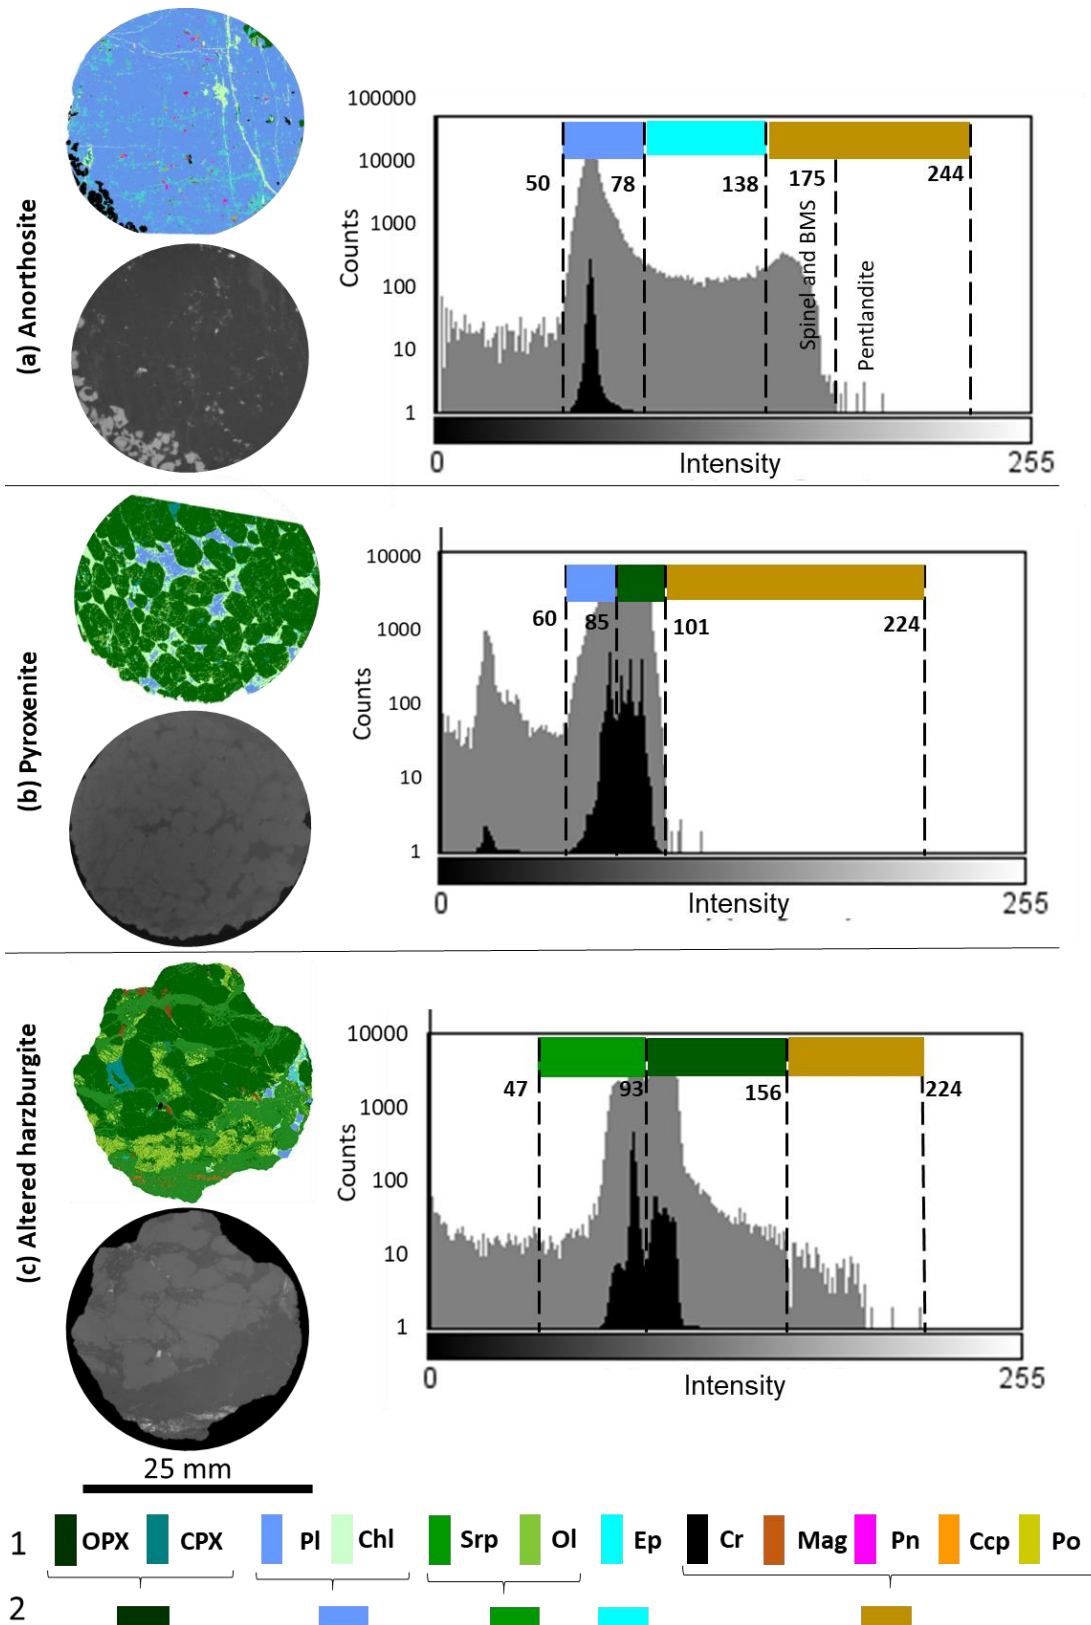 (a) Anorthosite
100000
10000
1000
100
10
1
Counts
50
78
138
175
244
Spinel and BMS
Pentlandite
0
Intensity
255
(b) Pyroxenite
10000
1000
100
10
1
Counts
60
85
101
224
0
Intensity
255
(c) Altered harzburgite
10000
1000
100
10
1
Counts
47
93
156
224
0
Intensity
255
25 mm
1 OPX CPX Pl Chl Srp Ol Ep Cr Mag Pn Ccp Po
2